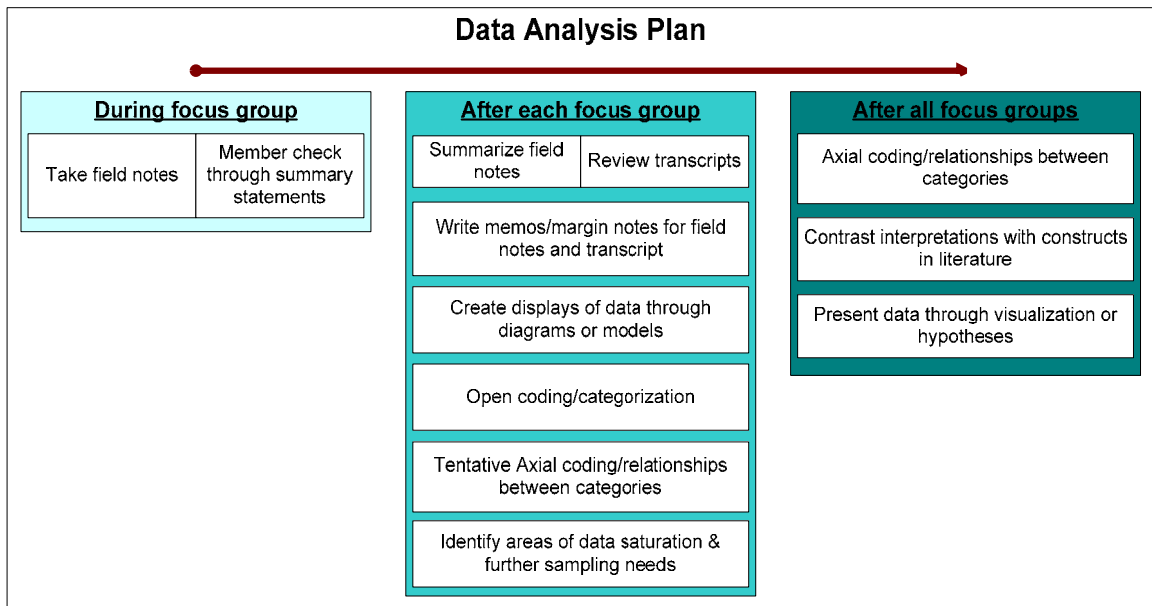 Data Analysis Plan
During focus group
Take field notes
Member check
through summary
statements
After each focus group
Summarize field
notes
Review transcripts
Write memos/margin notes for field
notes and transcript
Create displays of data through
diagrams or models
Open coding/categorization
Tentative Axial coding/relationships
between categories
Identify areas of data saturation &
further sampling needs
After all focus groups
Axial coding/relationships between
categories
Contrast interpretations with constructs
in literature
Present data through visualization or
hypotheses